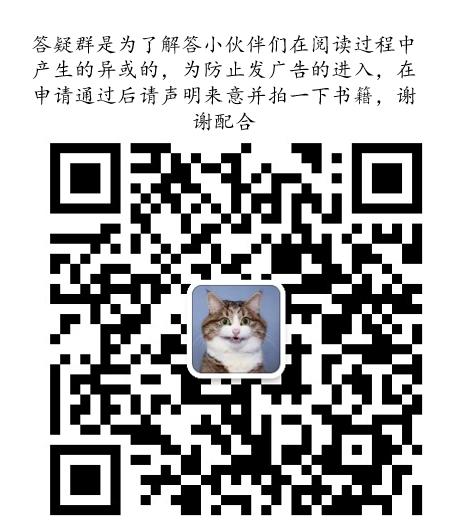 答疑群是为了解答小伙伴们在阅读过程中
产生的异或的，为防止发广告的进入，在
申请通过后请声明来意并拍一下书籍，谢
谢配合